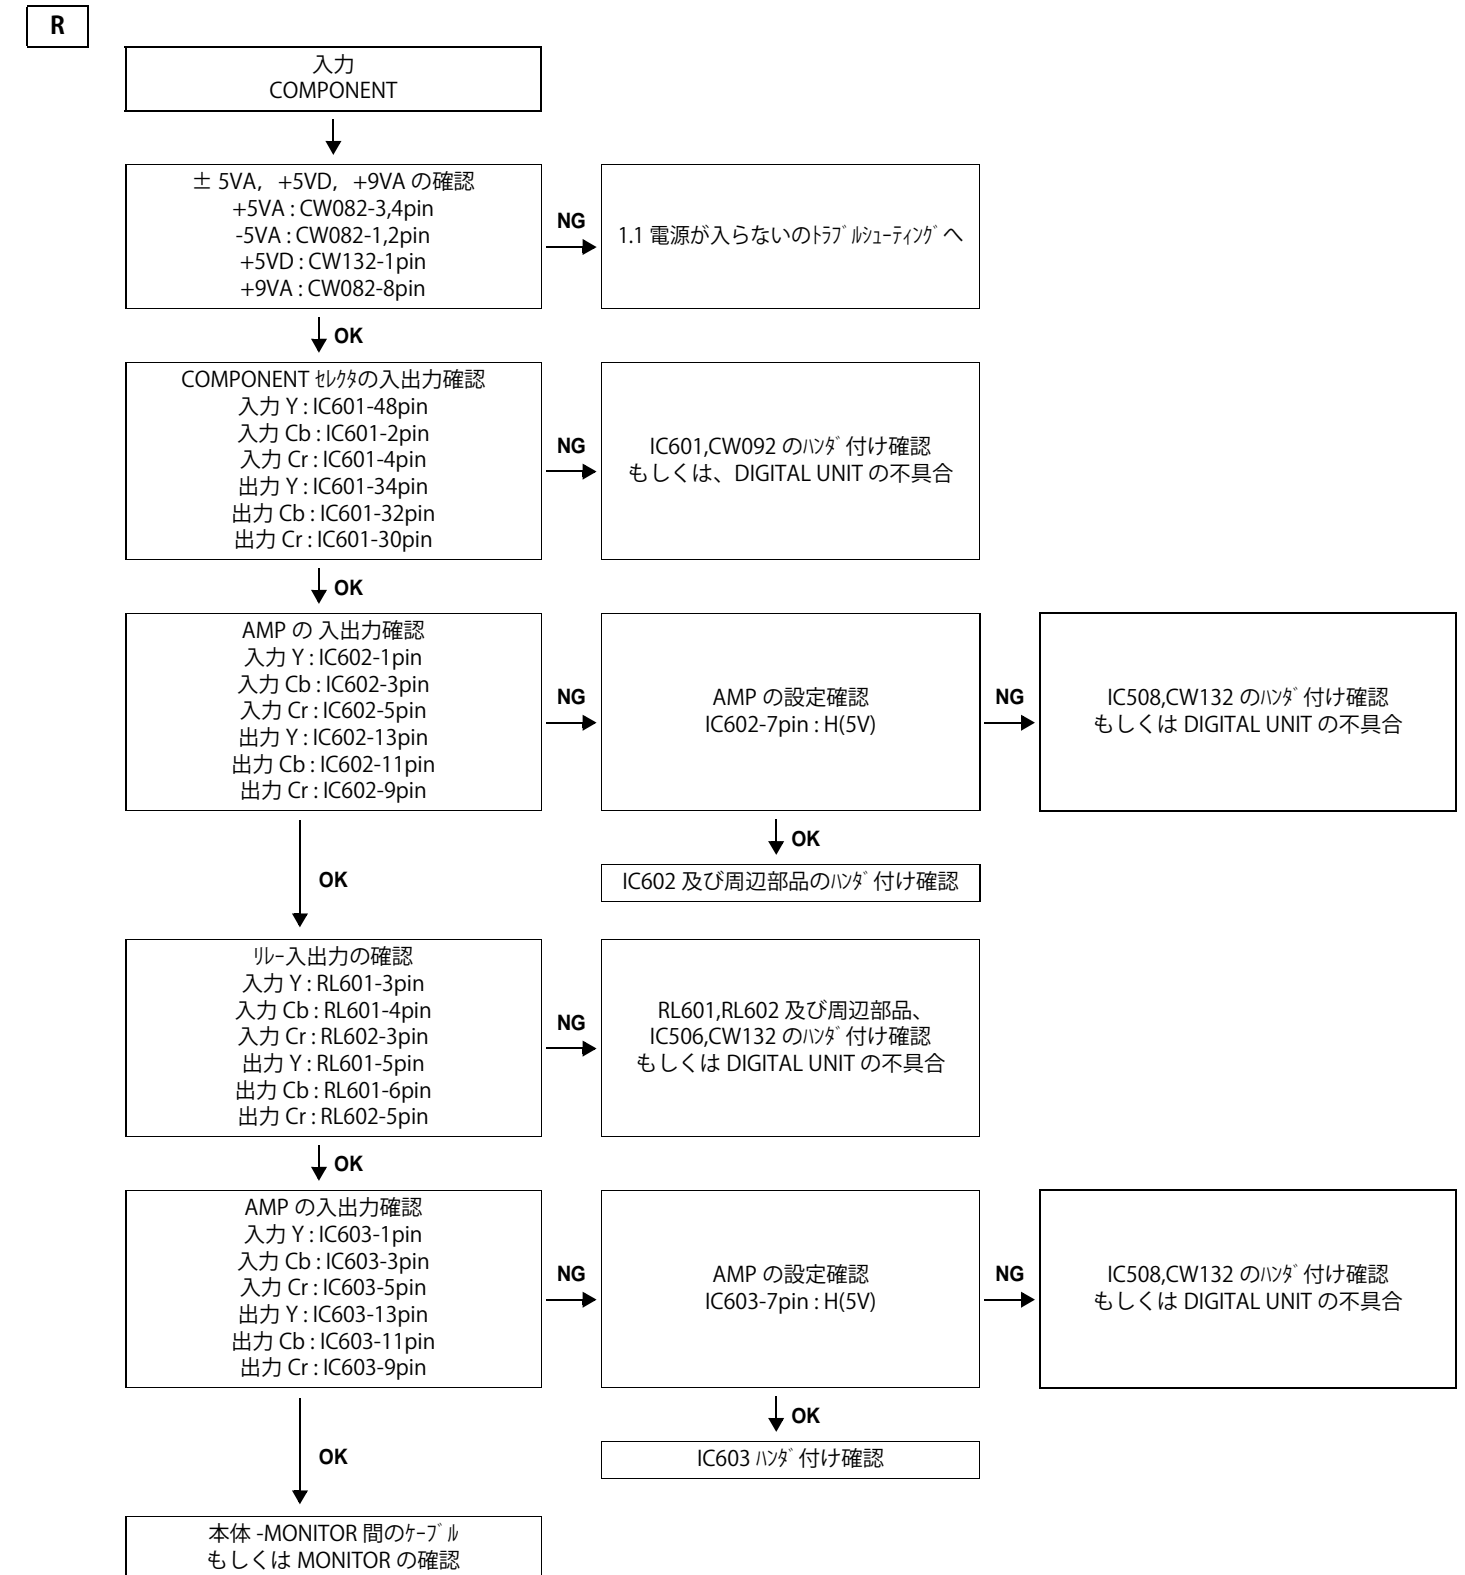 R
入力
COMPONENT
± 5VA, +5VD, +9VA の確認
+5VA : CW082-3,4pin
-5VA : CW082-1,2pin
+5VD : CW132-1pin
+9VA : CW082-8pin
NG
1.1 電源が入らないのﾄﾗﾌﾞﾙｼｭｰﾃｨﾝｸﾞへ
OK
COMPONENT ｾﾚｸﾀの入出力確認
入力 Y : IC601-48pin
入力 Cb : IC601-2pin
入力 Cr : IC601-4pin
出力 Y : IC601-34pin
出力 Cb : IC601-32pin
出力 Cr : IC601-30pin
NG
IC601,CW092 のﾊﾝﾀﾞ付け確認
もしくは、DIGITAL UNIT の不具合
OK
AMP の 入出力確認
入力 Y : IC602-1pin
入力 Cb : IC602-3pin
入力 Cr : IC602-5pin
出力 Y : IC602-13pin
出力 Cb : IC602-11pin
出力 Cr : IC602-9pin
NG
AMP の設定確認
IC602-7pin : H(5V)
NG
IC508,CW132 のﾊﾝﾀﾞ付け確認
もしくは DIGITAL UNIT の不具合
OK
IC602 及び周辺部品のﾊﾝﾀﾞ付け確認
OK
ﾘﾚｰ入出力の確認
入力 Y : RL601-3pin
入力 Cb : RL601-4pin
入力 Cr : RL602-3pin
出力 Y : RL601-5pin
出力 Cb : RL601-6pin
出力 Cr : RL602-5pin
NG
RL601,RL602 及び周辺部品、
IC506,CW132 のﾊﾝﾀﾞ付け確認
もしくは DIGITAL UNIT の不具合
OK
AMP の入出力確認
入力 Y : IC603-1pin
入力 Cb : IC603-3pin
入力 Cr : IC603-5pin
出力 Y : IC603-13pin
出力 Cb : IC603-11pin
出力 Cr : IC603-9pin
NG
AMP の設定確認
IC603-7pin : H(5V)
NG
IC508,CW132 のﾊﾝﾀﾞ付け確認
もしくは DIGITAL UNIT の不具合
OK
IC603 ﾊﾝﾀﾞ付け確認
OK
本体 -MONITOR 間のｹｰﾌﾞﾙ
もしくは MONITOR の確認